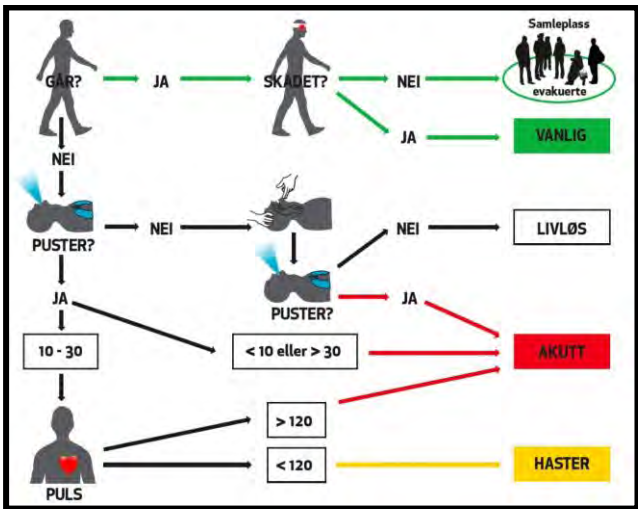 Samleplass
GÅR?
JA
SKADET?
NEI
evakuerte
JA
VANLIG
NEI
PUSTER?
NEI
NEI
LIVLØS
PUSTER?
JA
JA
10 - 30
< 10 eller > 30
AKUTT
> 120
< 120
HASTER
PULS